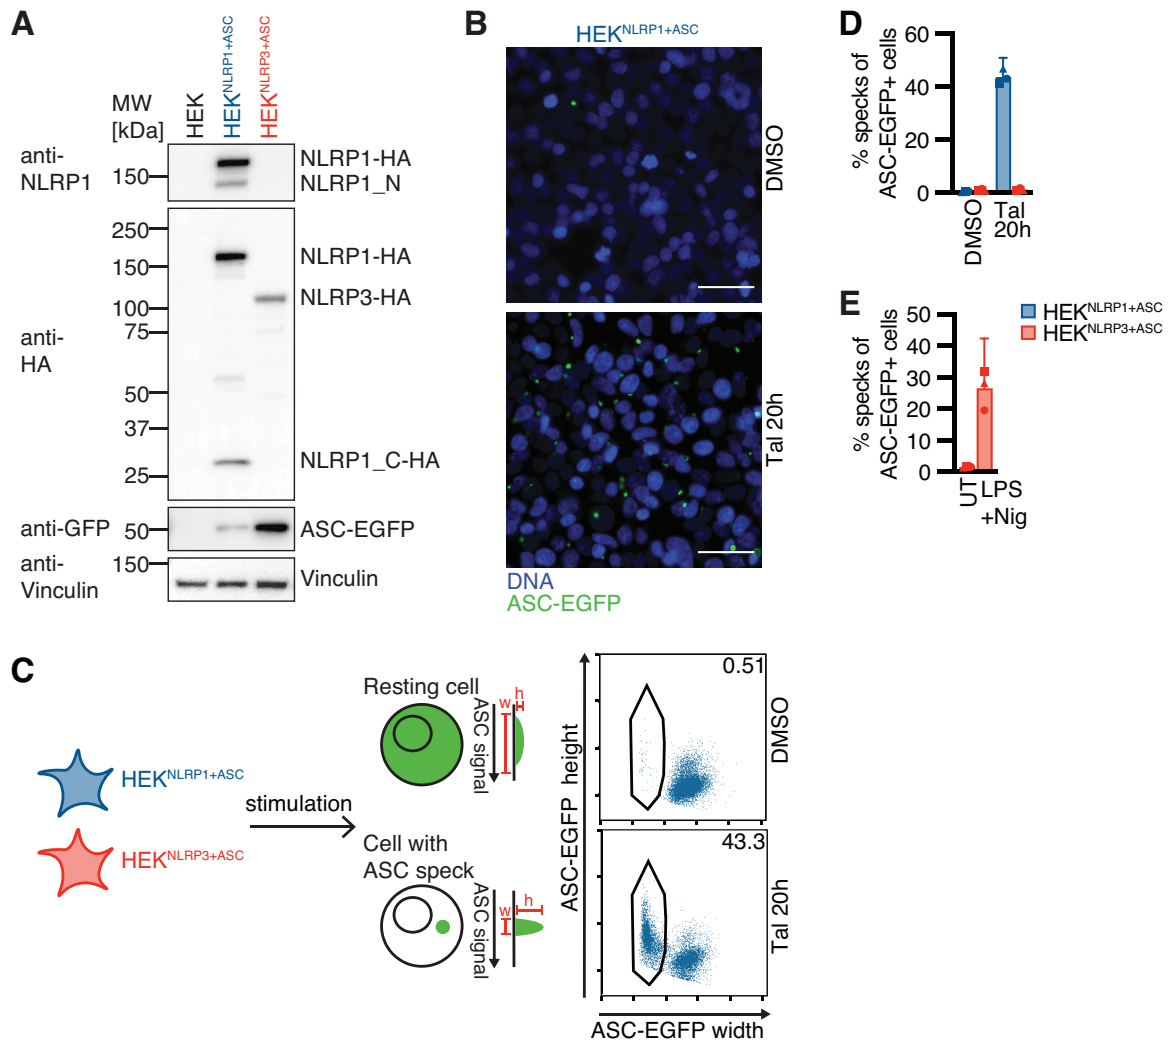 A
MW
[kDa]
HEK
HEKNLRP1+ASC
HEKNLRP3+ASC
anti-
NLRP1
150
NLRP1-HA
NLRP1_N
anti-
HA
250
150
100
75
50
37
25
NLRP1-HA
NLRP3-HA
NLRP1_C-HA
anti-GFP
50
ASC-EGFP
anti-
Vinculin
150
Vinculin
B
HEKNLRP1+ASC
DMSO
Tal 20h
DNA
ASC-EGFP
C
HEKNLRP1+ASC
HEKNLRP3+ASC
stimulation
Resting cell
ASC signal
w
h
Cell with
ASC speck
ASC signal
w
h
ASC-EGFP height
0.51
DMSO
43.3
Tal 20h
ASC-EGFP width
D
% specks of
ASC-EGFP+ cells
60
40
20
0
DMSO
Tal
20h
E
% specks of
ASC-EGFP+ cells
50
40
30
20
10
0
UT
LPS
+Nig
HEKNLRP1+ASC
HEKNLRP3+ASC